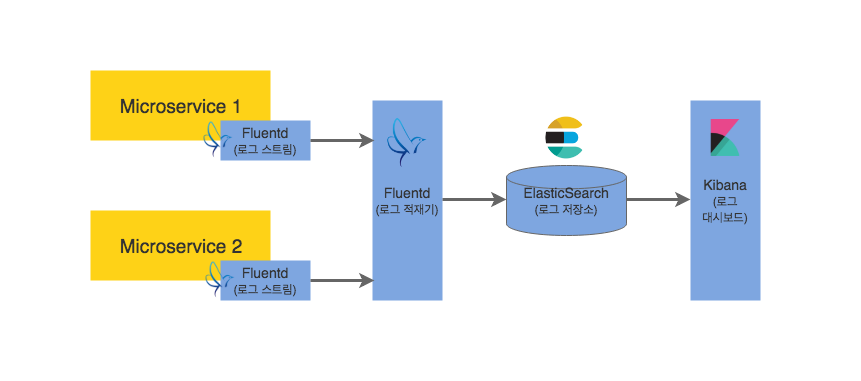 Microservice 1
Fluentd
(로그 스트림)
Microservice 2
Fluentd
(로그 스트림)
Fluentd
(로그 적재기)
ElasticSearch
(로그 저장소)
Kibana
(로그
대시보드)